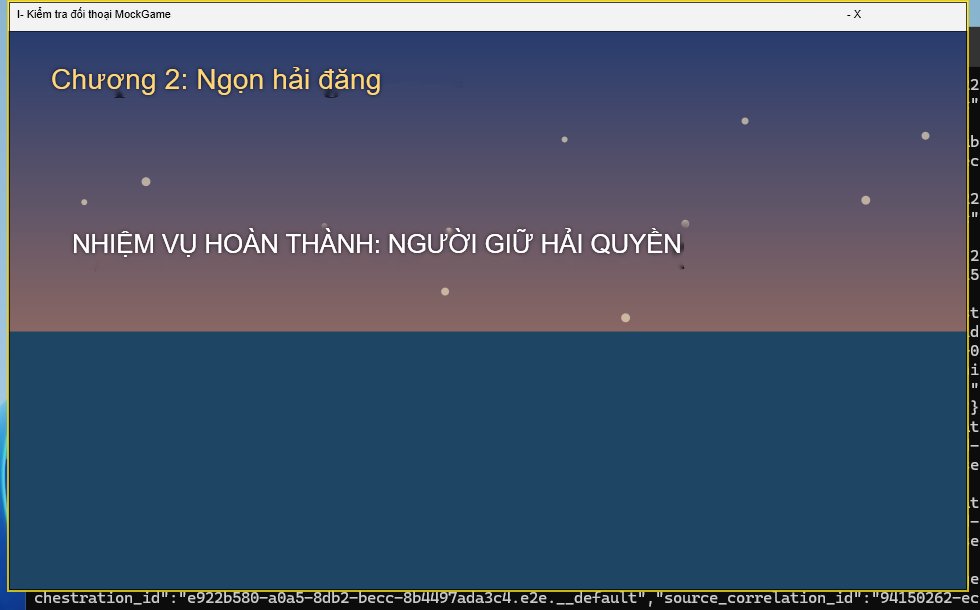 I- Kiểm tra đối thoại MockGame
- X
Chương 2: Ngọn hải đăng
NHIỆM VỤ HOÀN THÀNH: NGƯỜI GIỮ HẢI QUYỀN
chestration_id":"e922b580-a0a5-8db2-becc-8b4497ada3c4.e2e.__default","source_correlation_id":"94150262-e